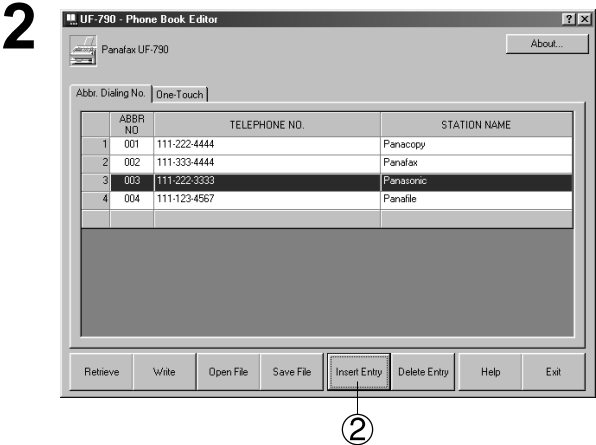 2
UF-790 - Phone Book Editor
Panafax UF-790
About...
Abbr. Dialing No. One-Touch
ABBR NO TELEPHONE NO. STATION NAME
1 001 111-222-4444 Panacopy
2 002 111-333-4444 Panafax
3 003 111-222-3333 Panasonic
4 004 111-123-4567 Panafile
Retrieve Write Open File Save File Insert Entry Delete Entry Help Exit
②